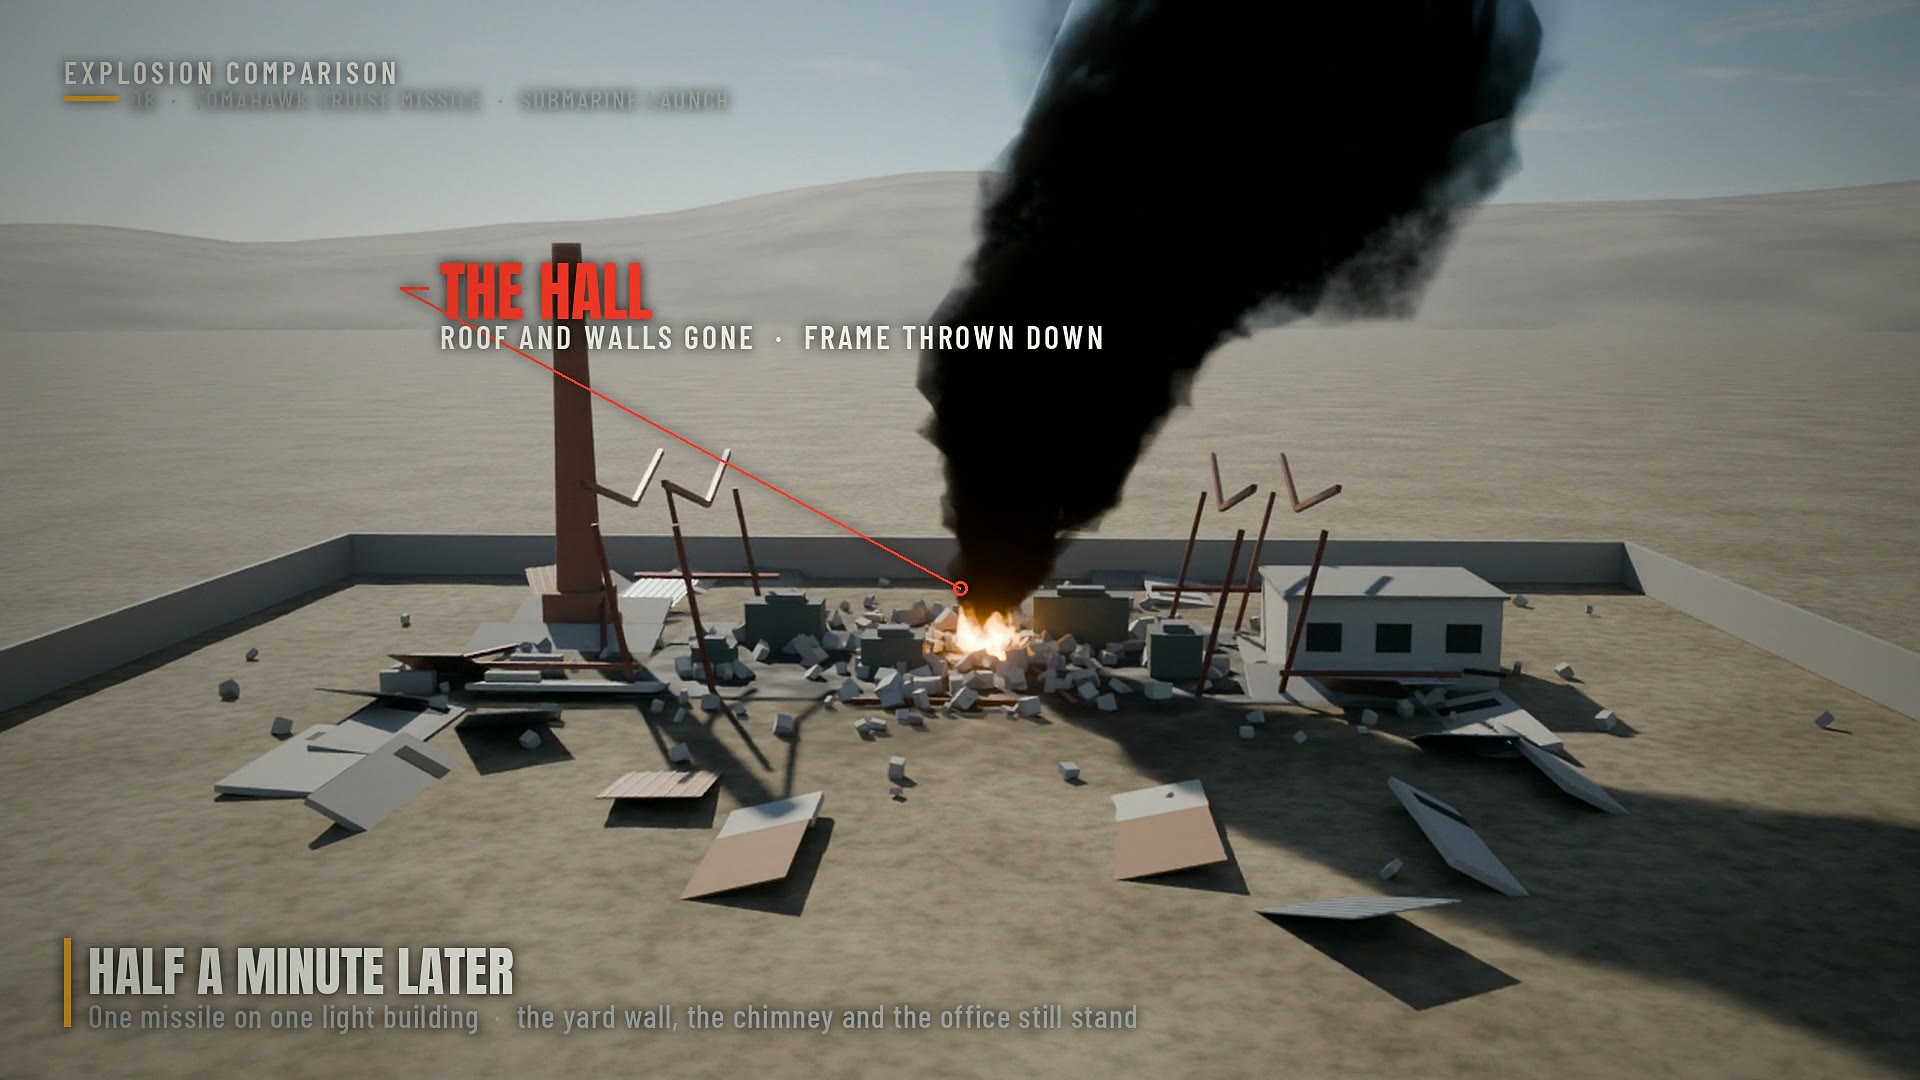 EXPLOSION COMPARISON
08 · TOMAHAWK CRUISE MISSILE · SUBMARINE LAUNCH
THE HALL
ROOF AND WALLS GONE · FRAME THROWN DOWN
HALF A MINUTE LATER
One missile on one light building · the yard wall, the chimney and the office still stand